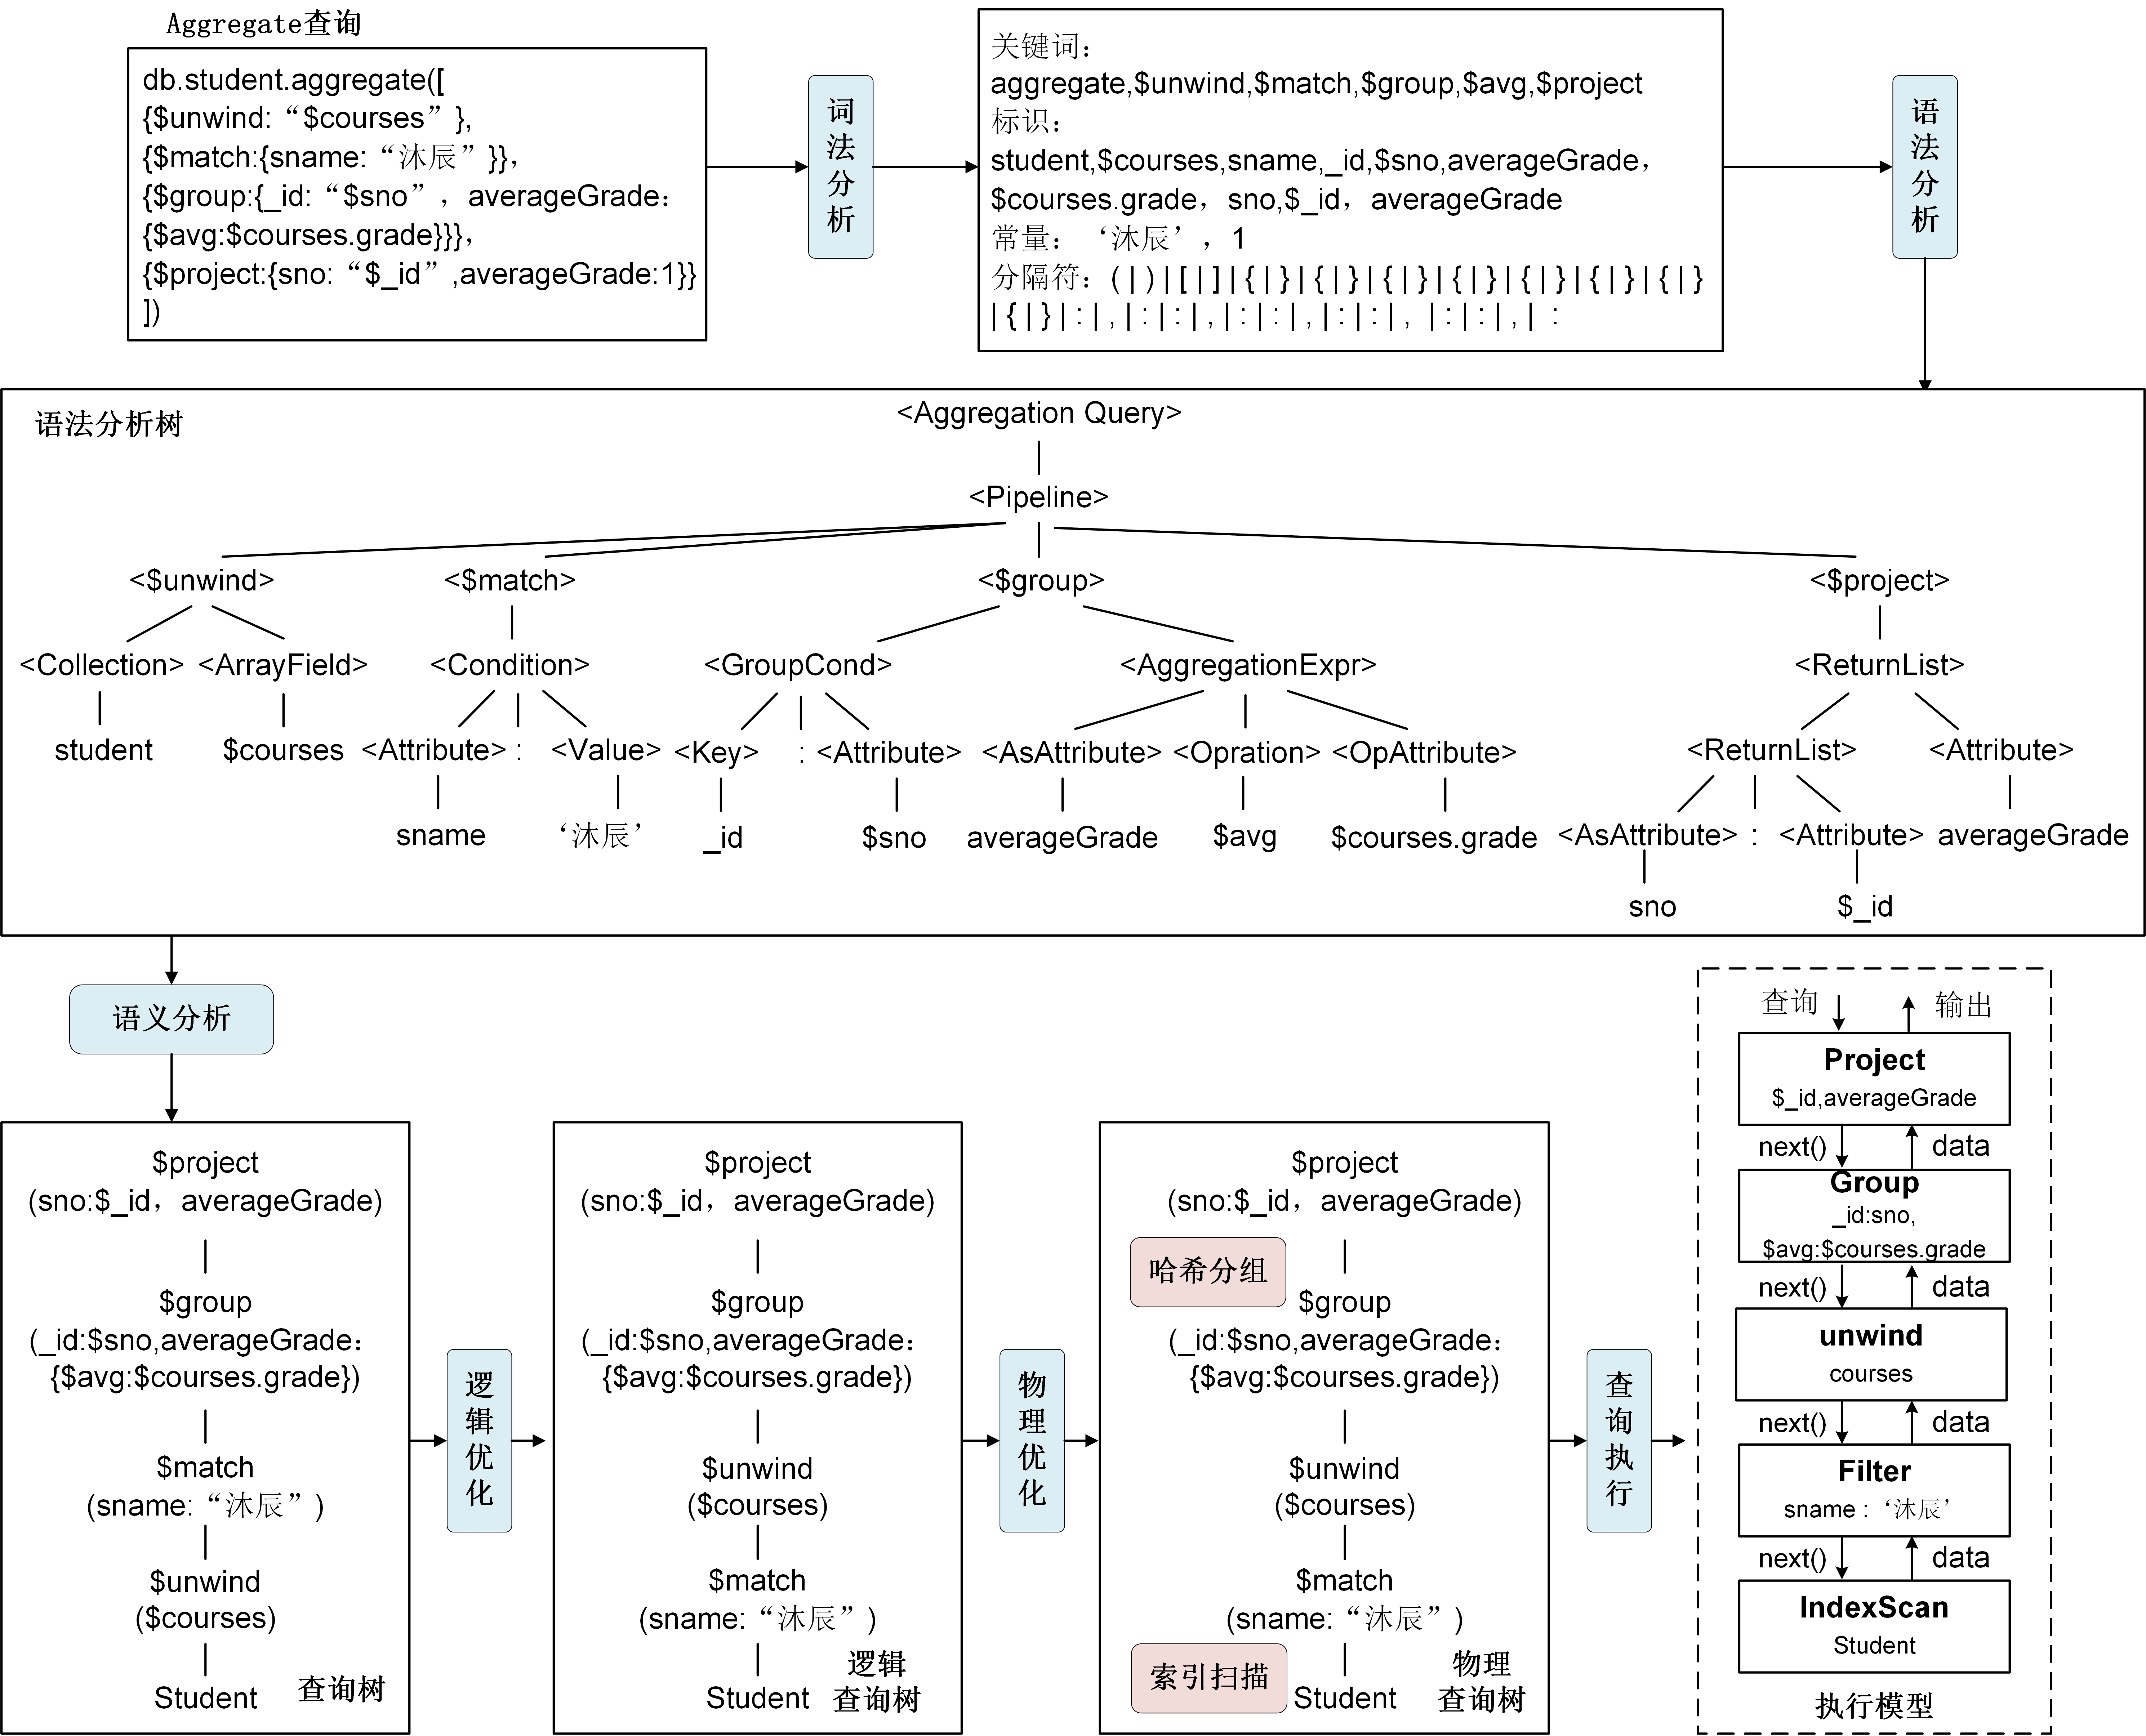 Aggregate查询
db.student.aggregate([
{$unwind:“$courses”},
{$match:{sname:“沐辰”}},
{$group:{_id:“$sno”，averageGrade:
{$avg:$courses.grade}}},
{$project:{sno:“$_id”,averageGrade:1}}
])
词法分析
关键词：
aggregate,$unwind,$match,$group,$avg,$project
标识：
student,$courses,sname,_id,$sno,averageGrade，
$courses.grade，sno,$_id，averageGrade
常量：‘沐辰’，1
分隔符：( | ) | [ | ] | { | } | { | } | { | } | { | } | { | } | { | } | { | }
| { | } | : | , | : | : | , | : | : | , | : | : | , | : | : | , | :
语法分析
语法分析树
<Aggregation Query>
<Pipeline>
<$unwind> <$match> <$group> <$project>
<Collection> <ArrayField> <Condition> <GroupCond> <AggregationExpr> <ReturnList>
student $courses <Attribute> : <Value> <Key> : <Attribute> <AsAttribute> <Opration> <OpAttribute> <ReturnList> <Attribute>
sname ‘沐辰’ _id $sno averageGrade $avg $courses.grade <AsAttribute> : <Attribute> averageGrade
sno $_id
语义分析
$project
(sno:$_id，averageGrade)
$group
(_id:$sno,averageGrade：
{$avg:$courses.grade})
$match
(sname:“沐辰”)
$unwind
($courses)
Student
查询树
逻辑优化
$project
(sno:$_id，averageGrade)
$group
(_id:$sno,averageGrade：
{$avg:$courses.grade})
$unwind
($courses)
$match
(sname:“沐辰”)
Student
逻辑
查询树
物理优化
$project
(sno:$_id，averageGrade)
哈希分组
$group
(_id:$sno,averageGrade：
{$avg:$courses.grade})
$unwind
($courses)
$match
(sname:“沐辰”)
索引扫描
Student
物理
查询树
查询执行
查询 输出
Project
$_id,averageGrade
next() data
Group
_id:sno,
$avg:$courses.grade
next() data
unwind
courses
next() data
Filter
sname :‘沐辰’
next() data
IndexScan
Student
执行模型